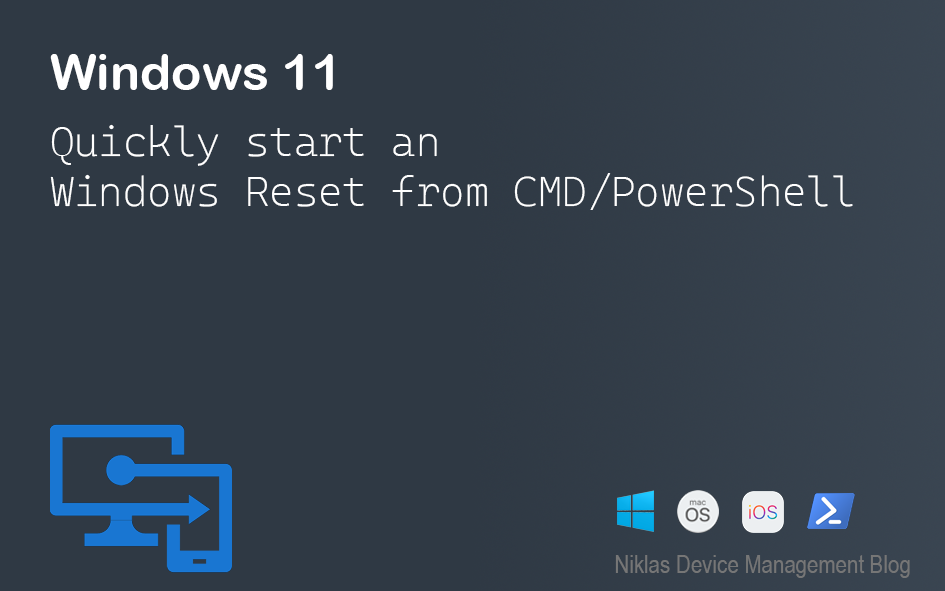 Windows 11
Quickly start an
Windows Reset from CMD/PowerShell
mac
OS
iOS
Niklas Device Management Blog